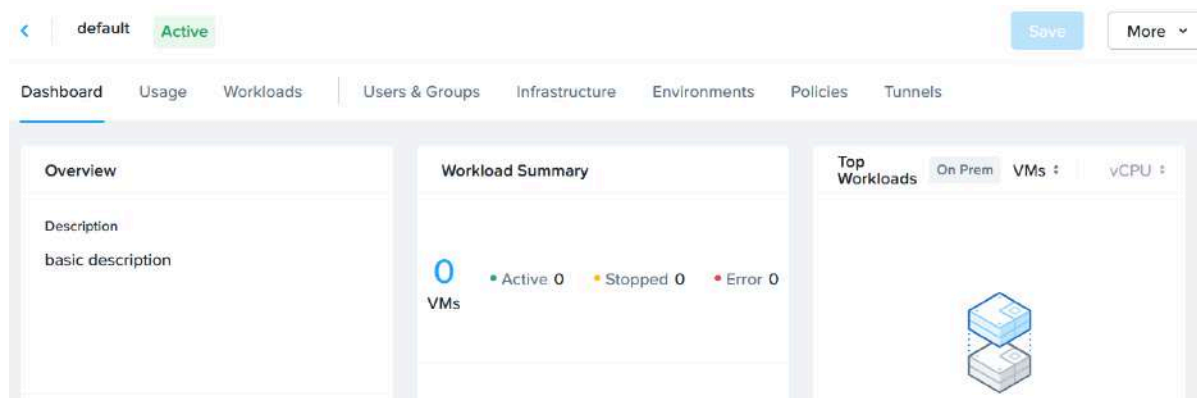 default Active Save More
Dashboard Usage Workloads Users & Groups Infrastructure Environments Policies Tunnels
Overview
Description
basic description
Workload Summary
0 VMs
Active 0 Stopped 0 Error 0
Top Workloads On Prem VMs vCPU